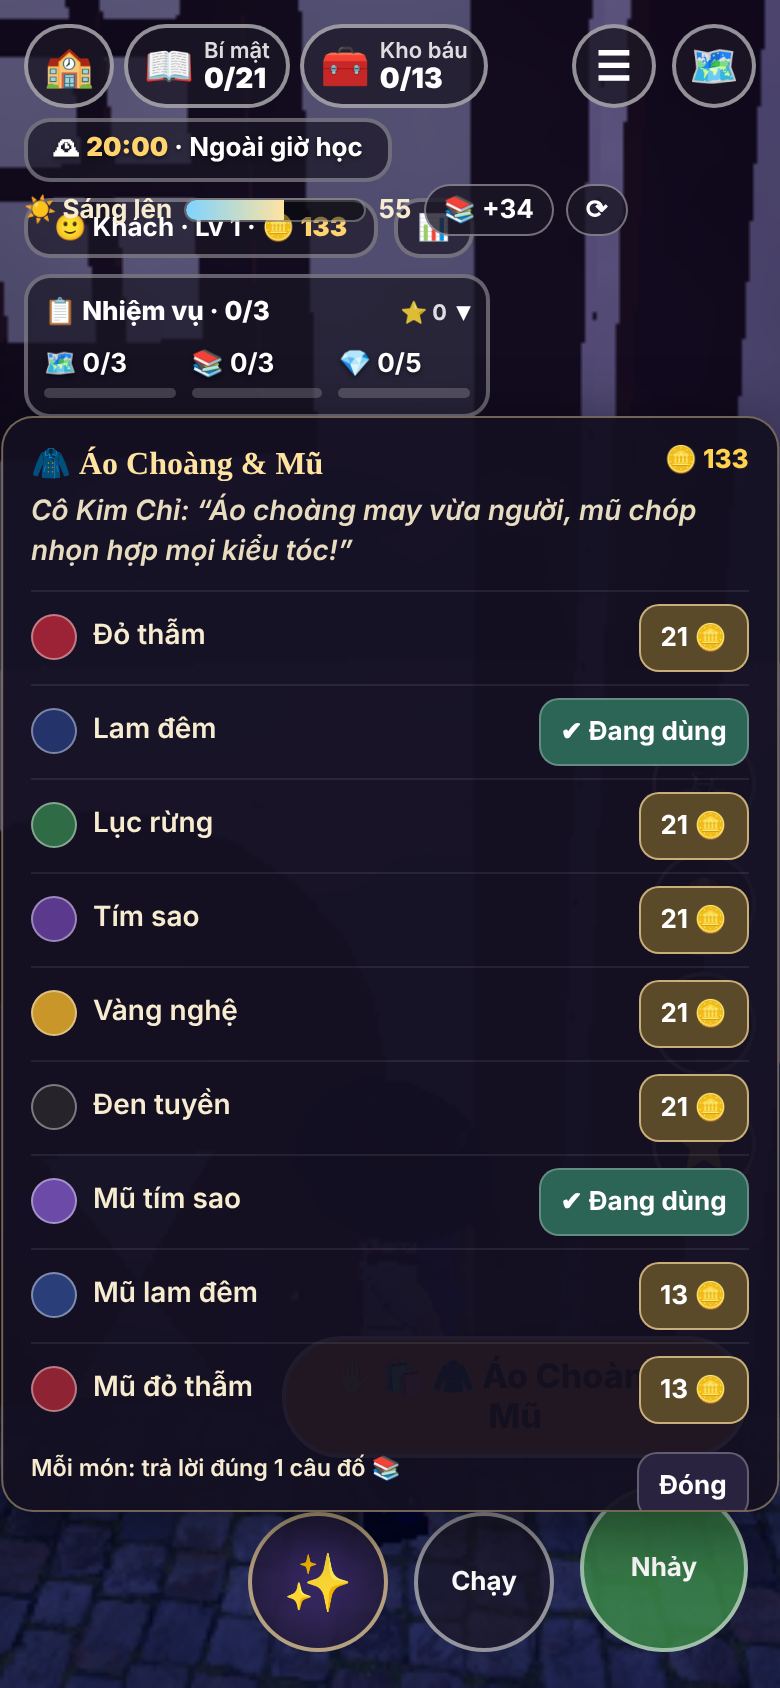 Bí mật
0/21
Kho báu
0/13
20:00 · Ngoài giờ học
Sáng lên 55 +34
Khách · Lv 1 · 133
Nhiệm vụ · 0/3 0 ▼
0/3 0/3 0/5
Áo Choàng & Mũ 133
Cô Kim Chỉ: “Áo choàng may vừa người, mũ chóp
nhọn hợp mọi kiểu tóc!”
Đỏ thẫm 21
Lam đêm ✔ Đang dùng
Lục rừng 21
Tím sao 21
Vàng nghệ 21
Đen tuyền 21
Mũ tím sao ✔ Đang dùng
Mũ lam đêm 13
Mũ đỏ thẫm 13
Áo Choàn
Mũ
Mỗi món: trả lời đúng 1 câu đố
Đóng
Chạy
Nhảy